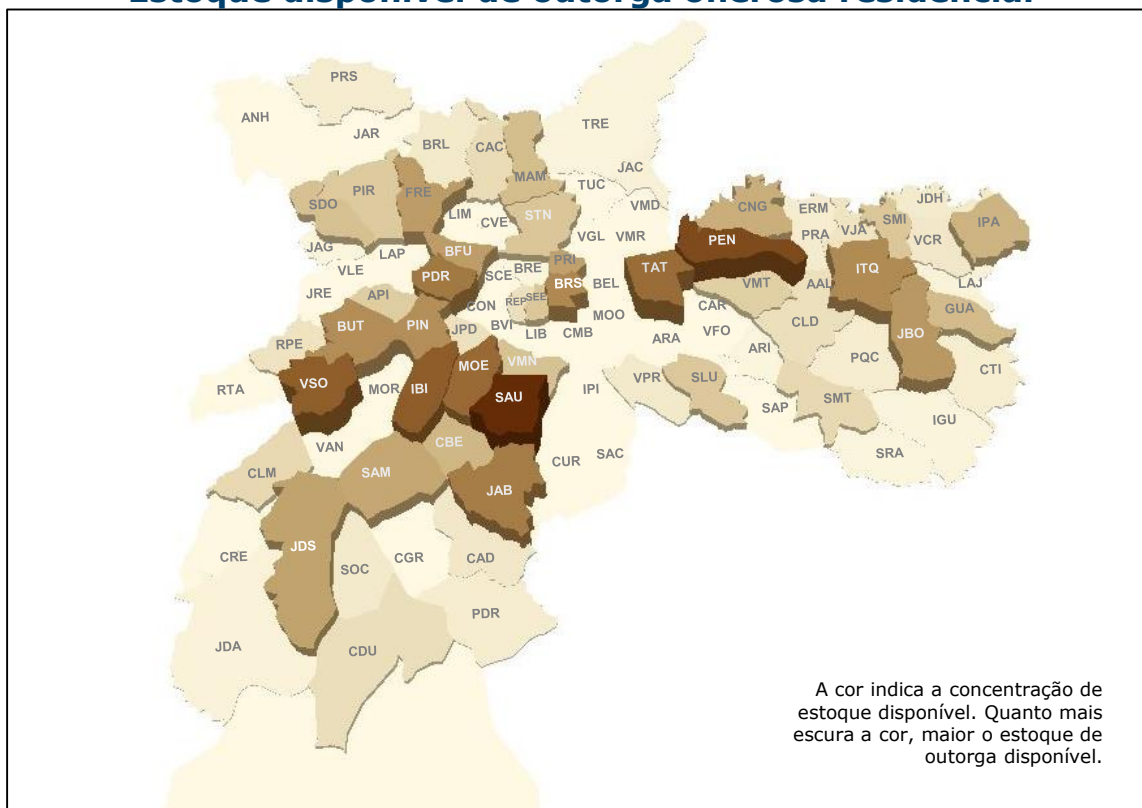 Estoque disponível de outorga onerosa residencial
PRS
ANH
JAR
TRE
BRL
CAC
JAC
MAM
TUC
PIR
FRE
SDO
LIM
CVE
STN
VMD
CNG
ERM
JDH
SMI
IPA
VJA
PRA
VCR
JAG
LAP
BFU
VGL
VMR
PEN
VLE
PDR
SCE
BRE
PRI
TAT
ITQ
JRE
API
CON
REP
SEE
BRS
BEL
VMT
AAL
LAJ
CAR
GUA
BUT
PIN
JPD
BVI
LIB
CMB
MOO
ARA
VFO
CLD
JBO
RPE
ARI
PQC
VMN
MOE
CTI
RTA
VSO
MOR
IBI
SAU
IPI
VPR
SLU
SAP
SMT
IGU
VAN
CBE
CUR
SAC
SRA
CLM
SAM
JAB
CRE
JDS
SOC
CGR
CAD
PDR
JDA
CDU
A cor indica a concentração de
estoque disponível. Quanto mais
escura a cor, maior o estoque de
outorga disponível.